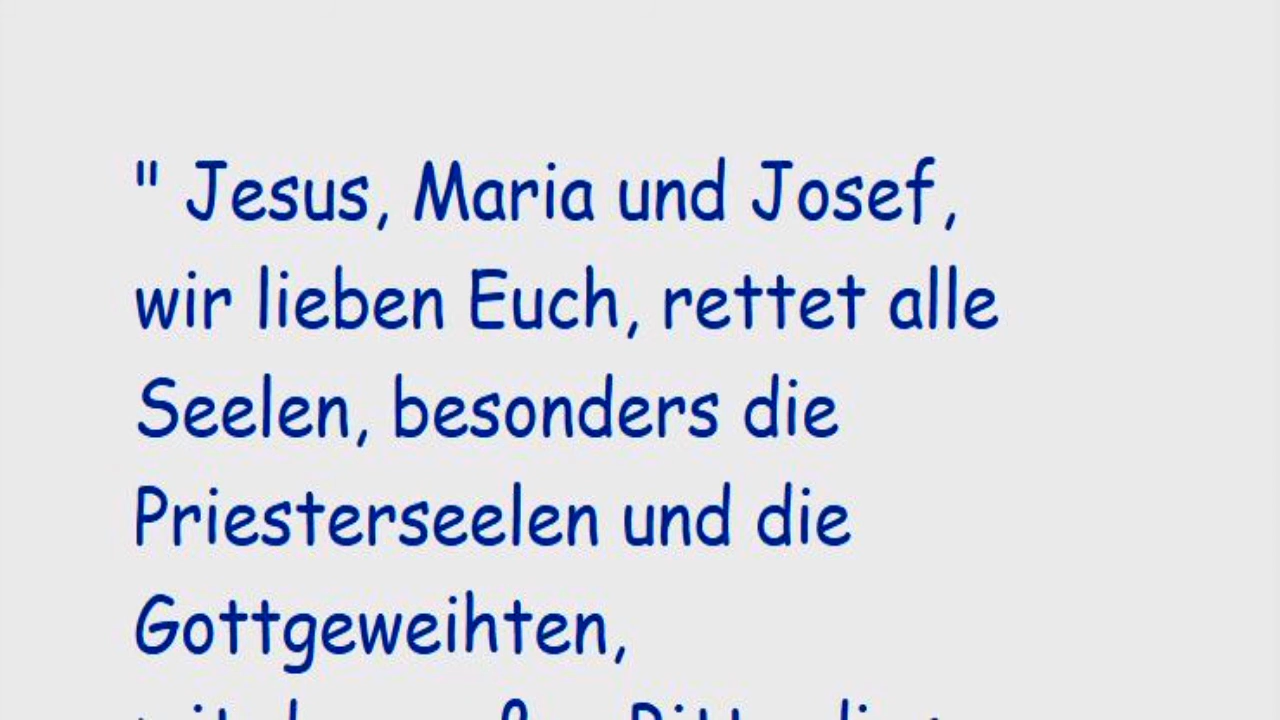 " Jesus, Maria und Josef,
wir lieben Euch, rettet alle
Seelen, besonders die
Priesterseelen und die
Gottgeweihten,